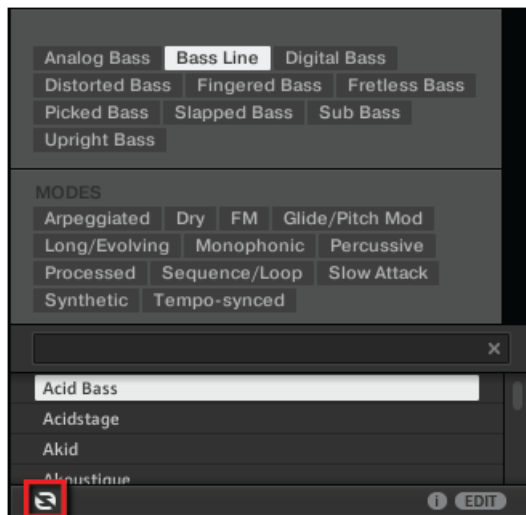 Analog Bass Bass Line Digital Bass
Distorted Bass Fingered Bass Fretless Bass
Picked Bass Slapped Bass Sub Bass
Upright Bass
MODES
Arpeggiated Dry FM Glide/Pitch Mod
Long/Evolving Monophonic Percussive
Processed Sequence/Loop Slow Attack
Synthetic Tempo-synced
×
Acid Bass
Acidstage
Akid
Akoustique
i EDIT